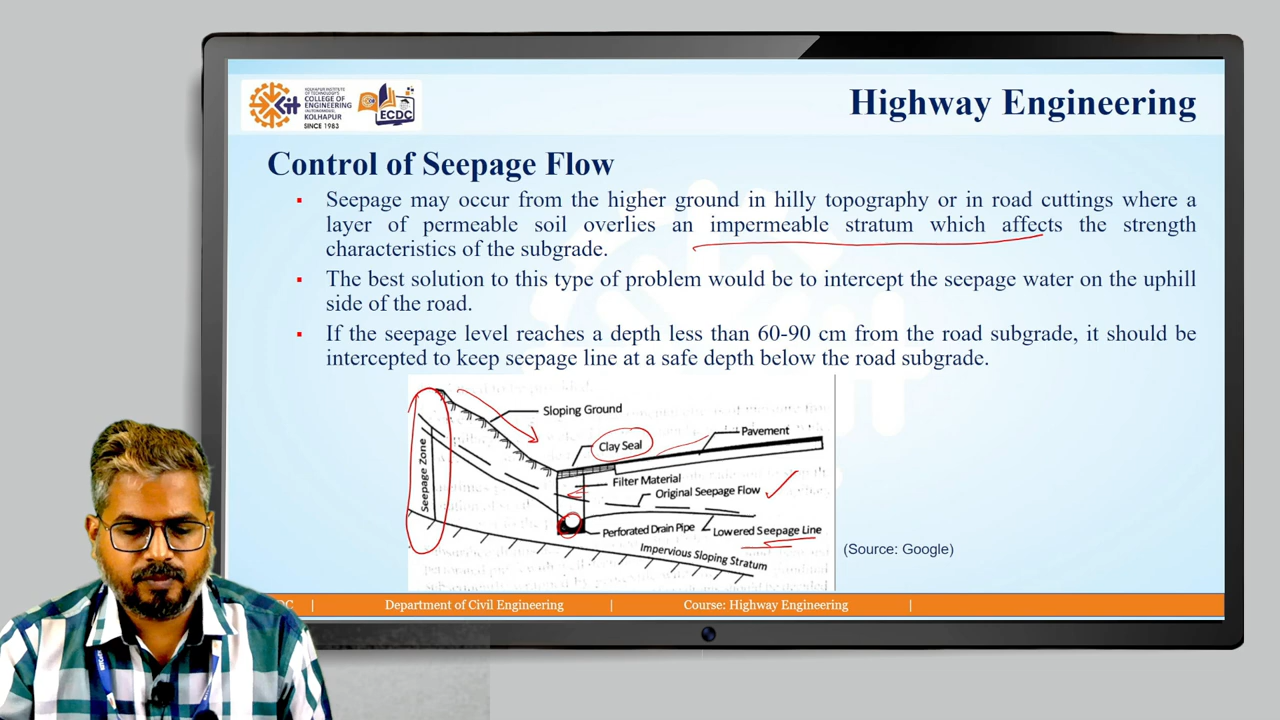 KOLHAPUR INSTITUTE
OF TECHNOLOGY'S
COLLEGE OF
ENGINEERING
(AUTONOMOUS),
KOLHAPUR
SINCE 1983
ECDC
Highway Engineering
Control of Seepage Flow
▪ Seepage may occur from the higher ground in hilly topography or in road cuttings where a
layer of permeable soil overlies an impermeable stratum which affects the strength
characteristics of the subgrade.
▪ The best solution to this type of problem would be to intercept the seepage water on the uphill
side of the road.
▪ If the seepage level reaches a depth less than 60-90 cm from the road subgrade, it should be
intercepted to keep seepage line at a safe depth below the road subgrade.
Sloping Ground
Clay Seal
Pavement
Seepage Zone
Filter Material
Original Seepage Flow
Perforated Drain Pipe
Lowered Seepage Line
Impervious Sloping Stratum
(Source: Google)
DC | Department of Civil Engineering | Course: Highway Engineering |